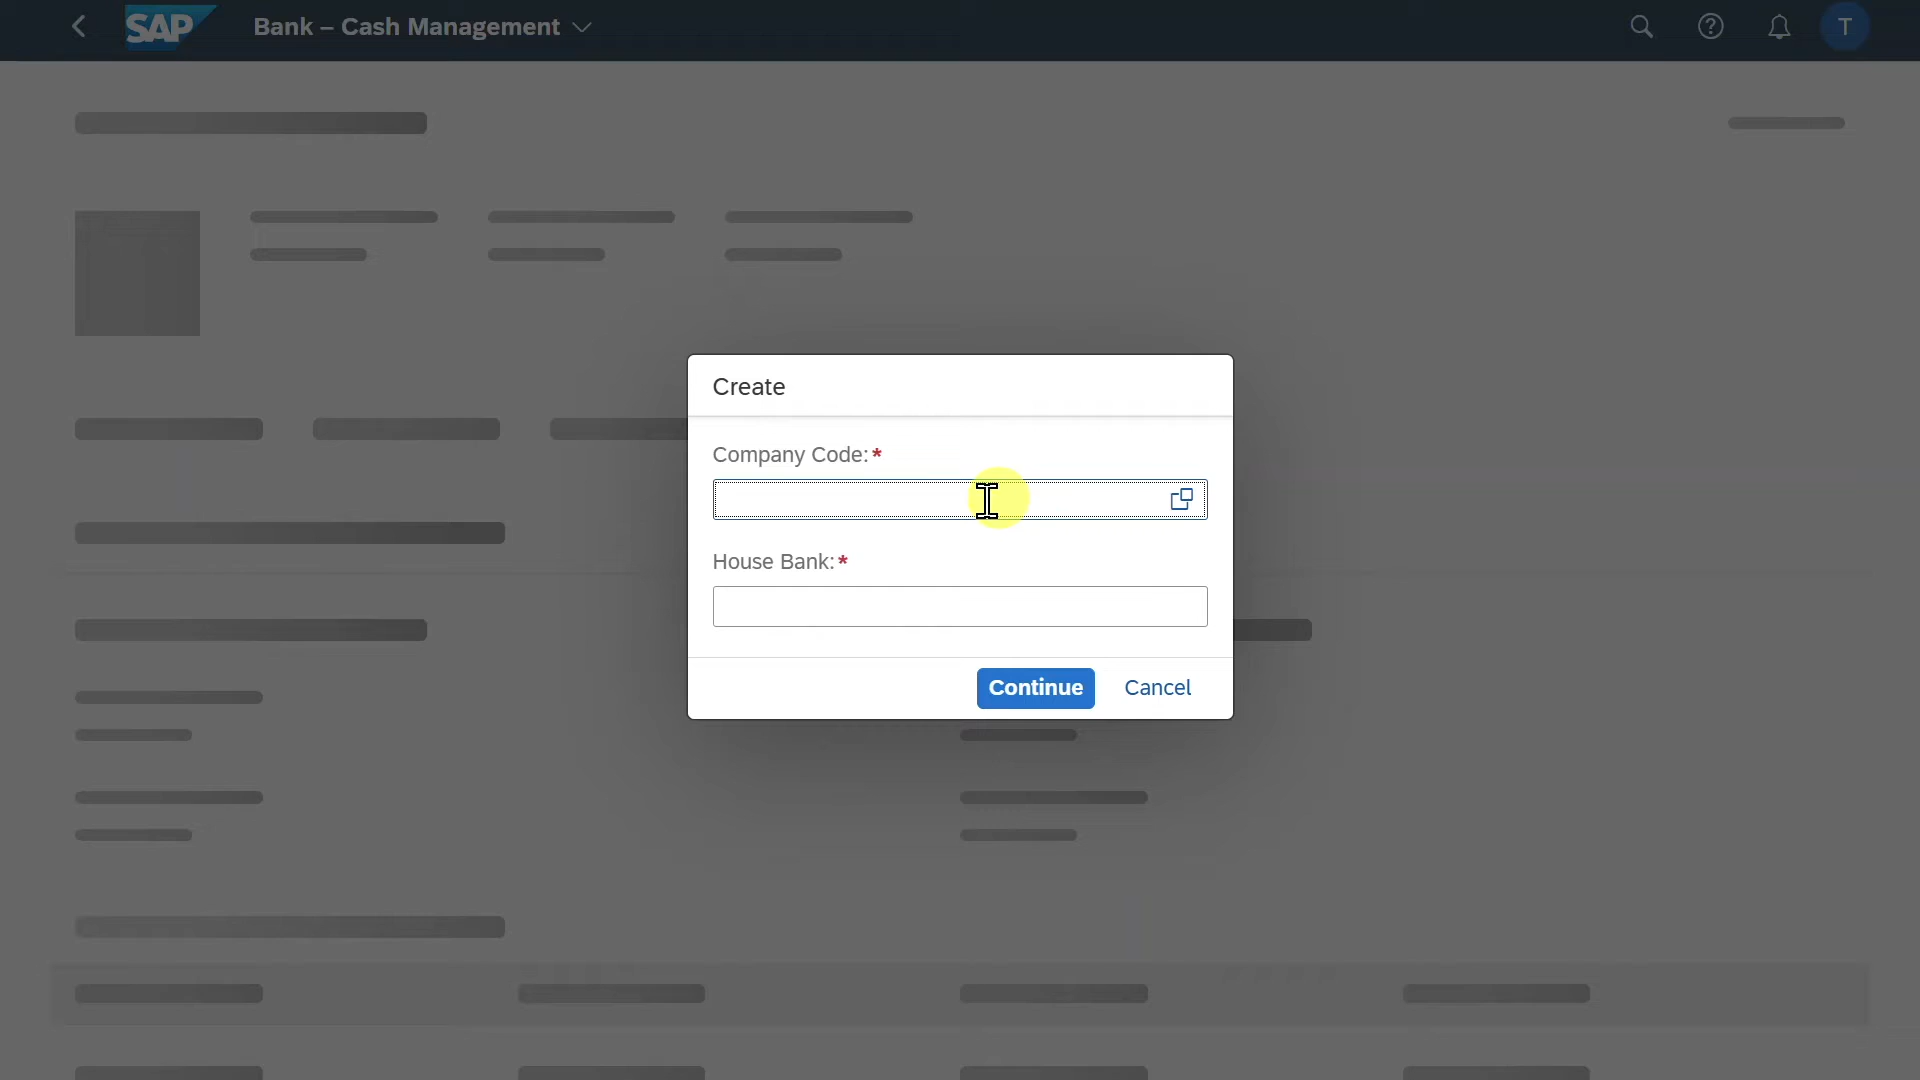 SAP Bank – Cash Management
T
Create
Company Code:*
House Bank:*
Continue Cancel